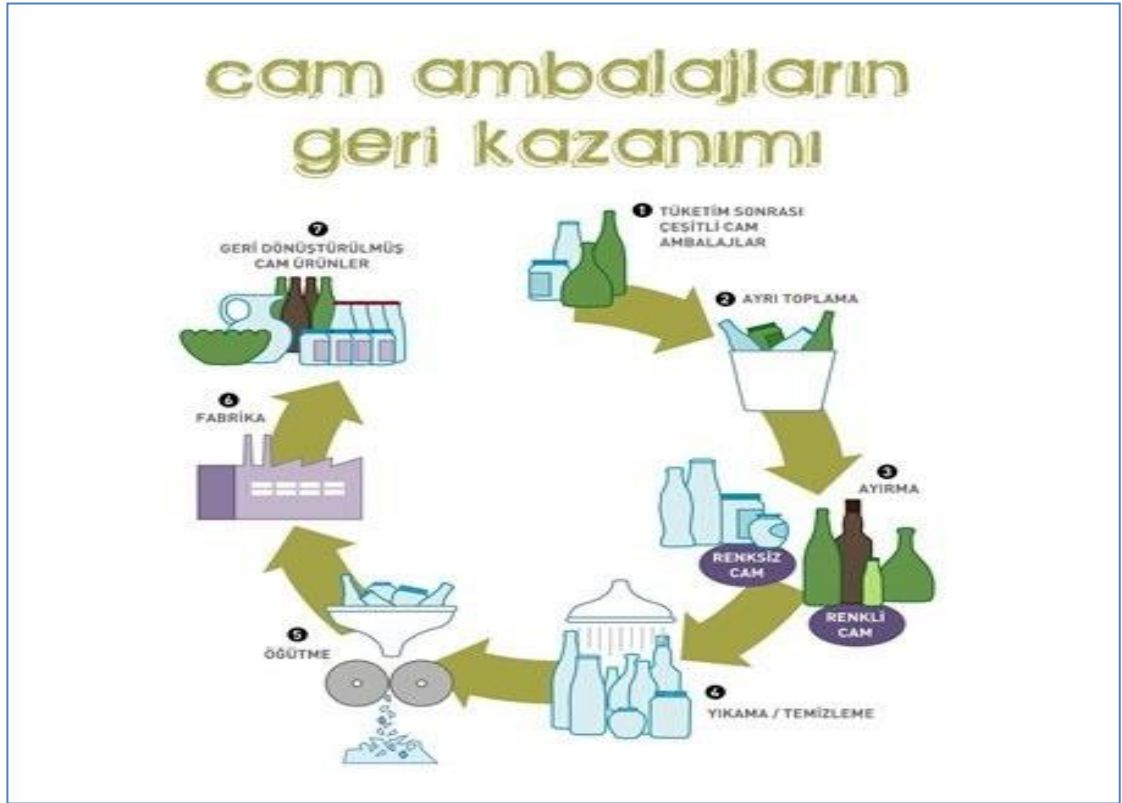 cam ambalajların
geri kazanımı
1 TÜKETİM SONRASI
ÇEŞİTLİ CAM
AMBALAJLAR
2 AYRI TOPLAMA
3
AYIRMA
RENKSİZ
CAM
RENKLİ
CAM
4
YIKAMA / TEMİZLEME
5
ÖĞÜTME
6
FABRİKA
7
GERİ DÖNÜŞTÜRÜLMÜŞ
CAM ÜRÜNLER